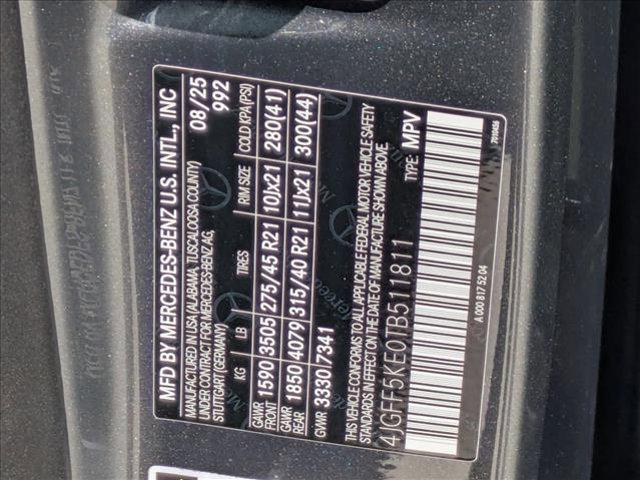 MFD BY MERCEDES-BENZ U.S. INTL., INC
MANUFACTURED IN USA (ALABAMA, TUSCALOOSA COUNTY) 08/25
UNDER CONTRACT FOR MERCEDES-BENZ AG, 992
STUTTGART (GERMANY)
KG LB TIRES RIM SIZE COLD KPA (PSI)
GAWR FRONT 1590 3505 275/45 R21 10Jx21 280(41)
GAWR REAR 1850 4079 315/40 R21 11Jx21 300(44)
GVWR 3330 7341
THIS VEHICLE CONFORMS TO ALL APPLICABLE FEDERAL MOTOR VEHICLE SAFETY
STANDARDS IN EFFECT ON THE DATE OF MANUFACTURE SHOWN ABOVE.
4JGFF5KE0TB511811 TYPE: MPV
A 000 817 52 04